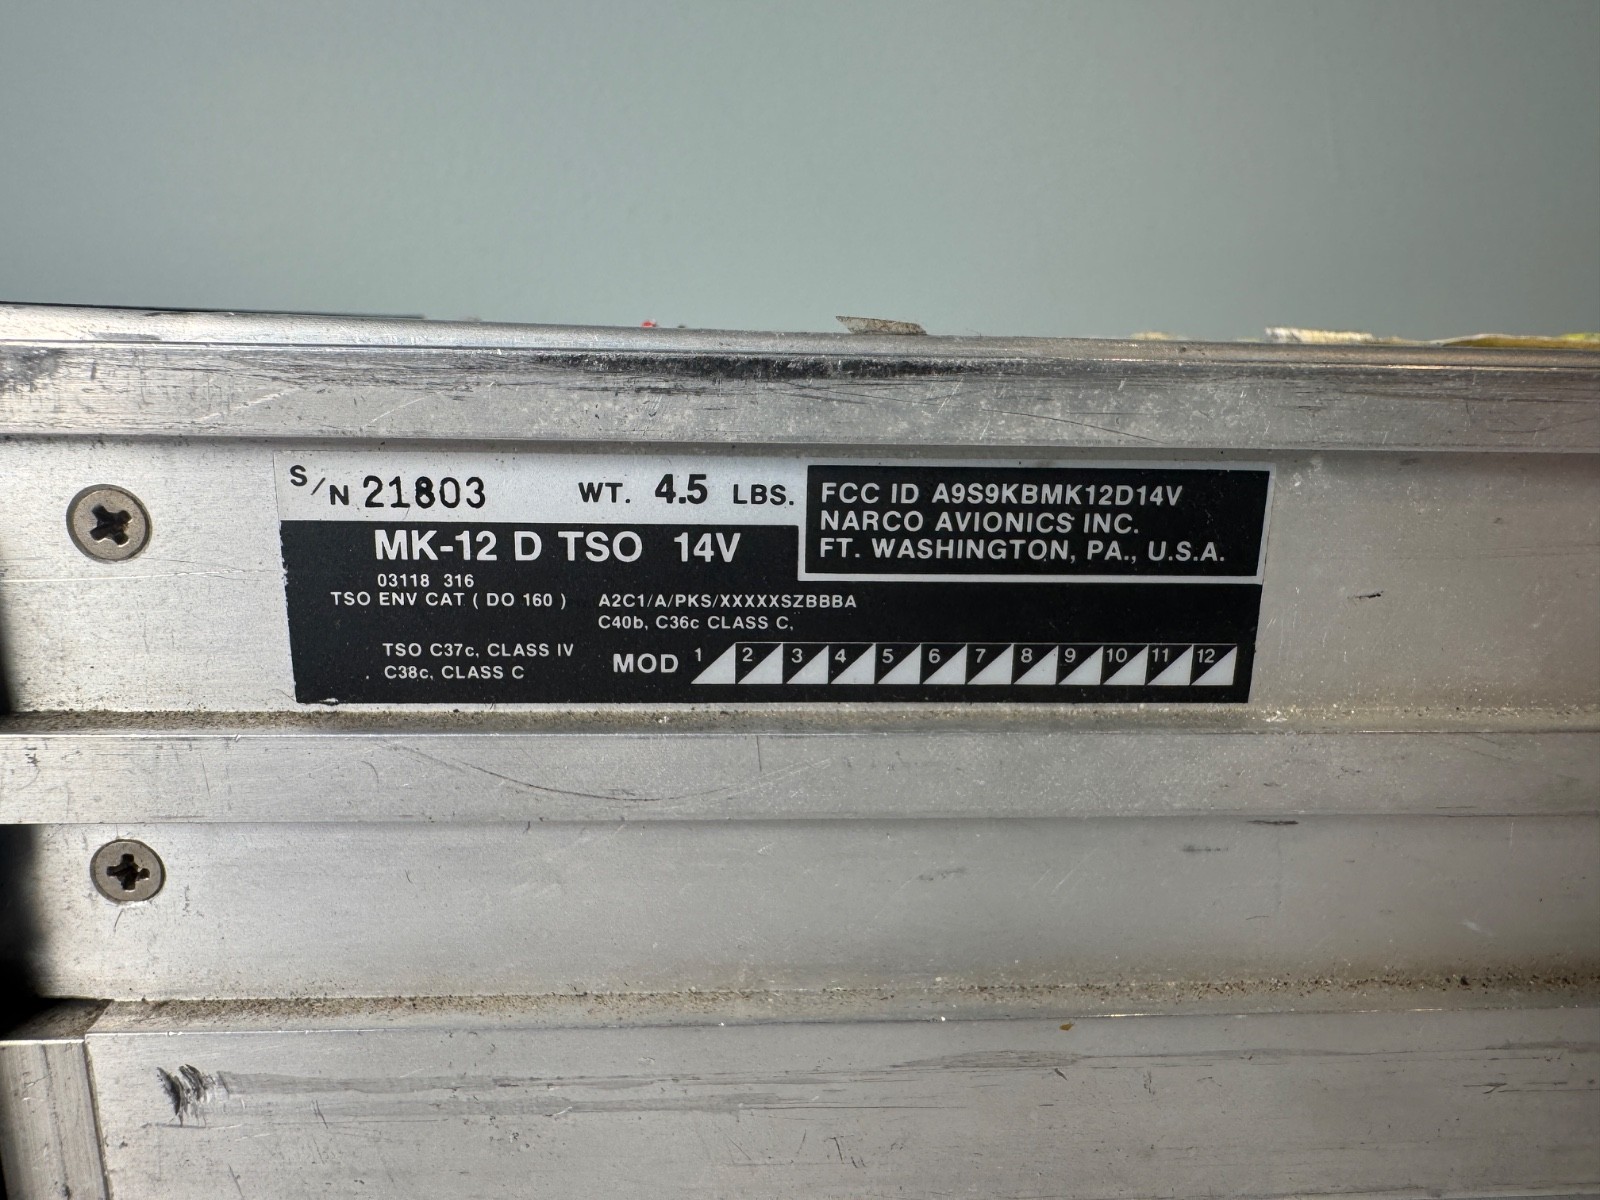 S/N 21803 WT. 4.5 LBS.
FCC ID A9S9KBMK12D14V
NARCO AVIONICS INC.
FT. WASHINGTON, PA., U.S.A.
MK-12 D TSO 14V
03118 316
TSO ENV CAT ( DO 160 ) A2C1/A/PKS/XXXXXSZBBBA
C40b, C36c CLASS C,
TSO C37c, CLASS IV
C38c, CLASS C
MOD 1 2 3 4 5 6 7 8 9 10 11 12